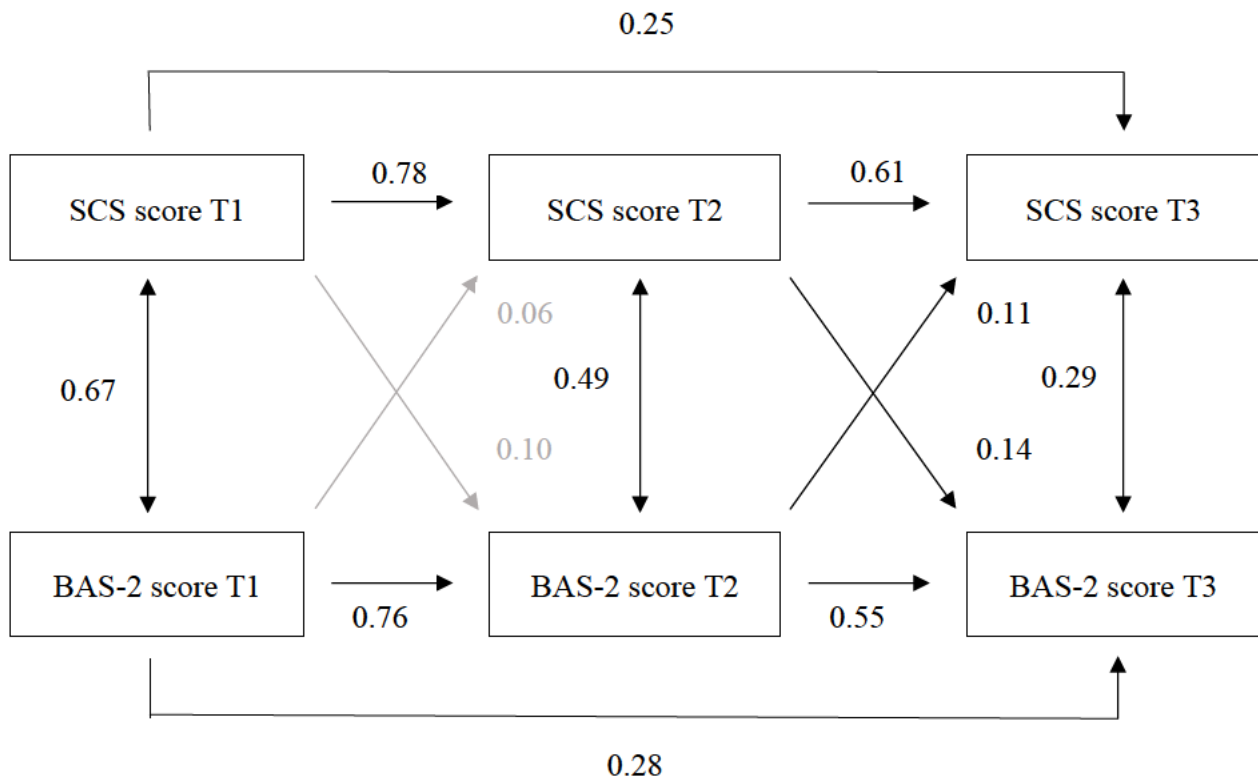 0.25
0.78
0.61
SCS score T1
SCS score T2
SCS score T3
0.06
0.11
0.67
0.49
0.29
0.10
0.14
BAS-2 score T1
BAS-2 score T2
BAS-2 score T3
0.76
0.55
0.28